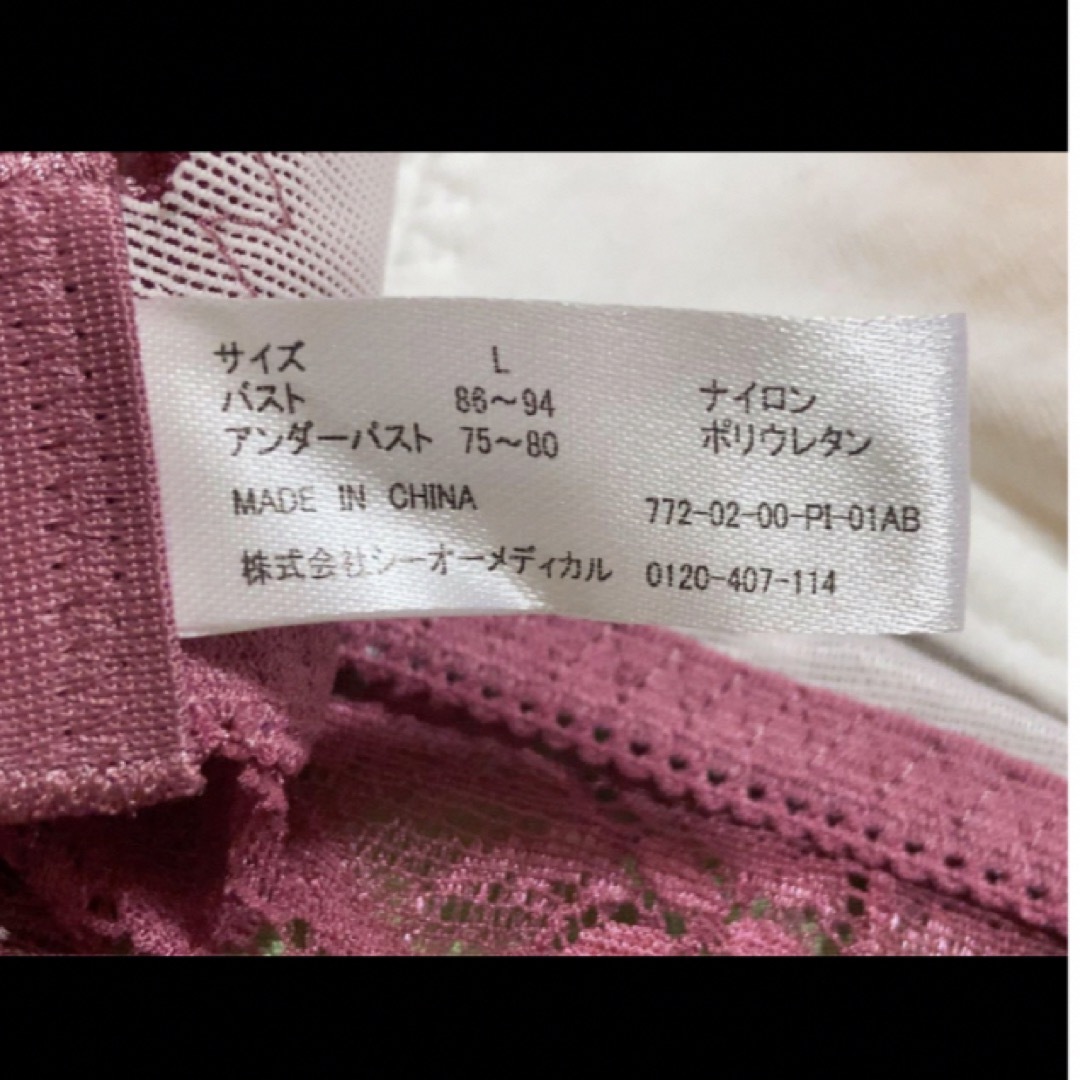 サイズ L
バスト 86～94
アンダーバスト 75～80
MADE IN CHINA
株式会社シーオーメディカル
ナイロン
ポリウレタン
772-02-00-PI-01AB
0120-407-114